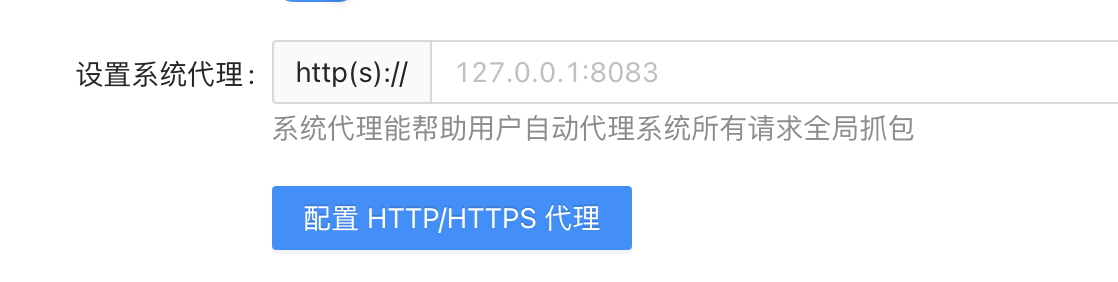 设置系统代理: http(s):// 127.0.0.1:8083
系统代理能帮助用户自动代理系统所有请求全局抓包
配置 HTTP/HTTPS 代理